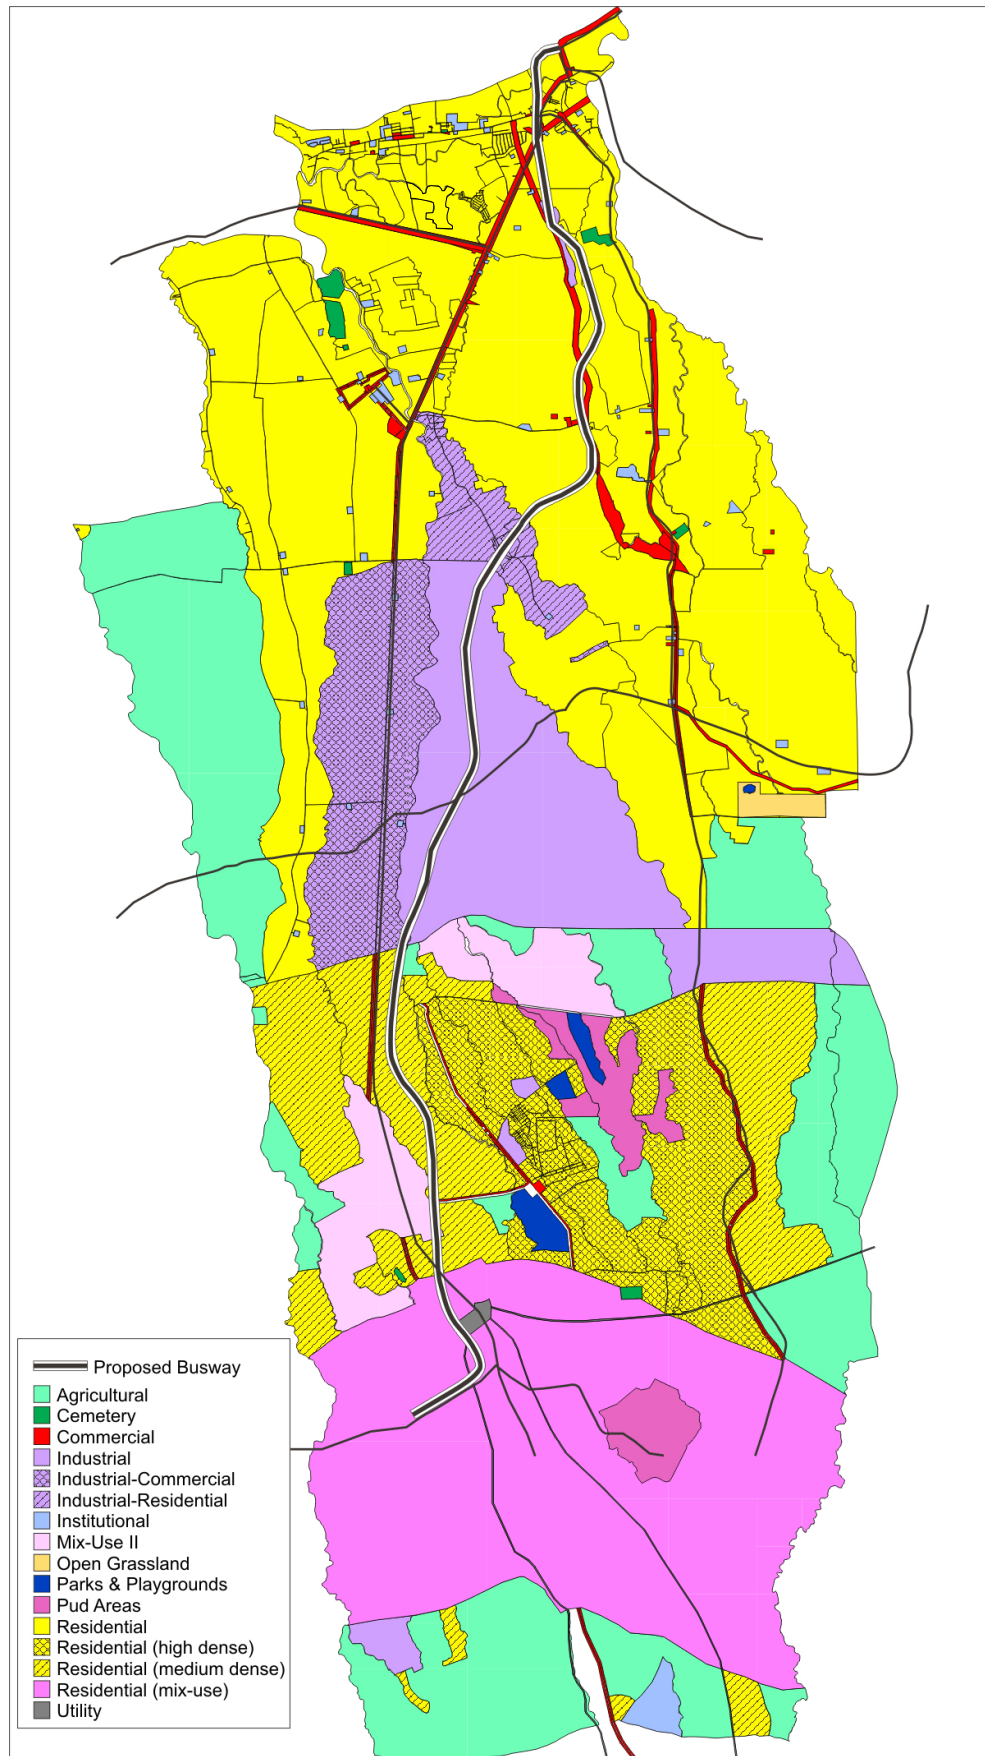 Proposed Busway
Agricultural
Cemetery
Commercial
Industrial
Industrial-Commercial
Industrial-Residential
Institutional
Mix-Use II
Open Grassland
Parks & Playgrounds
Pud Areas
Residential
Residential (high dense)
Residential (medium dense)
Residential (mix-use)
Utility